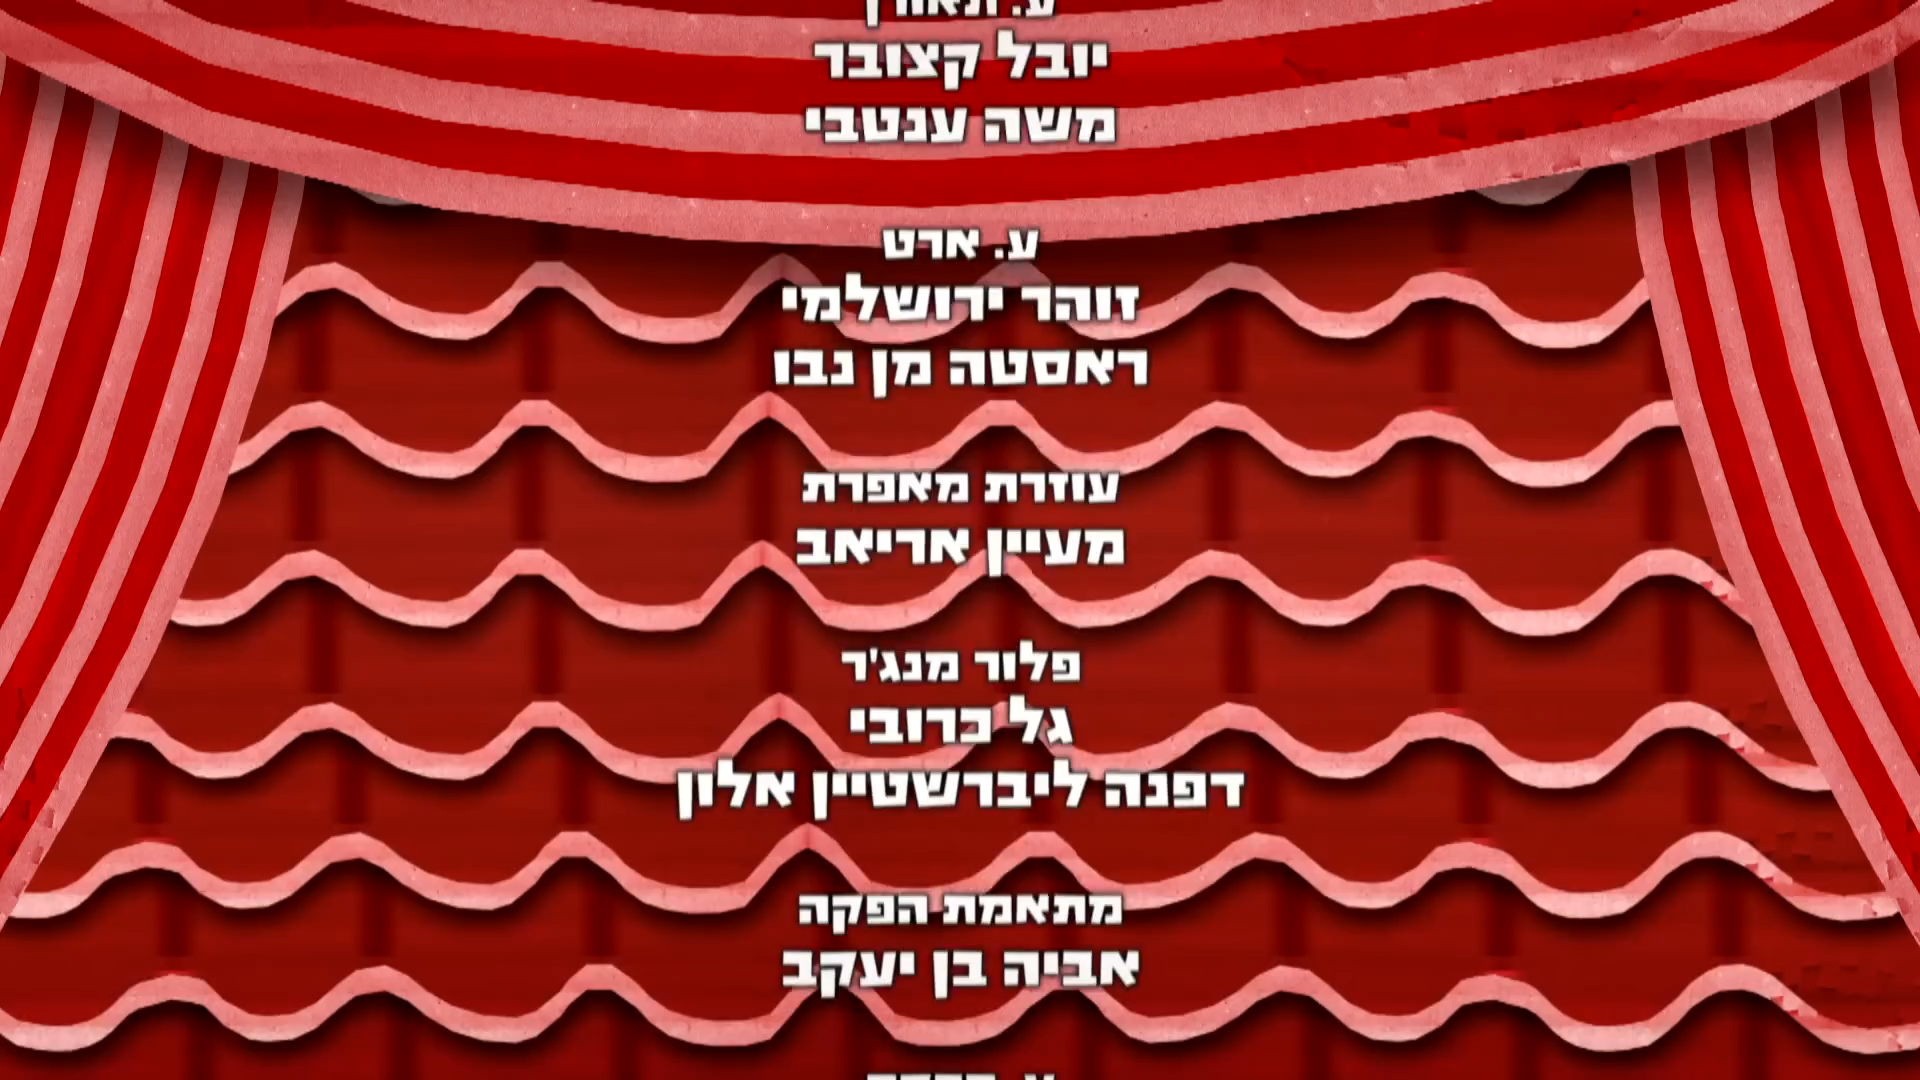 ע. תאורן
יובל קצובר
משה ענטבי
ע. ארט
זוהר ירושלמי
ראסטה מן נבו
עוזרת מאפרת
מעיין אריאב
פלור מנג'ר
גל כרובי
דפנה ליברשטיין אלון
מתאמת הפקה
אביה בן יעקב